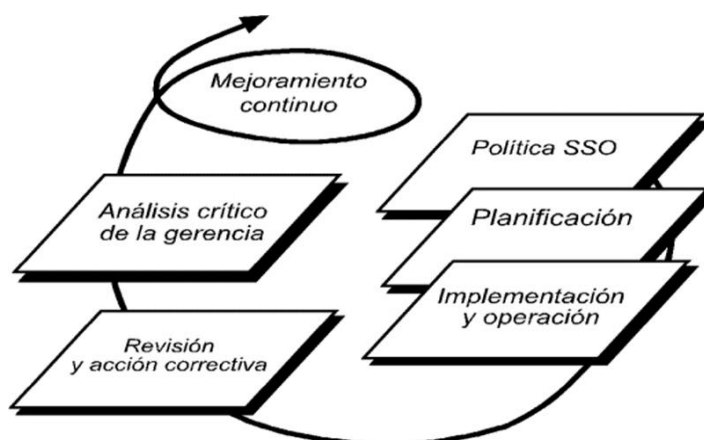 Mejoramiento
continuo
Política SSO
Planificación
Implementación
y operación
Análisis crítico
de la gerencia
Revisión
y acción correctiva